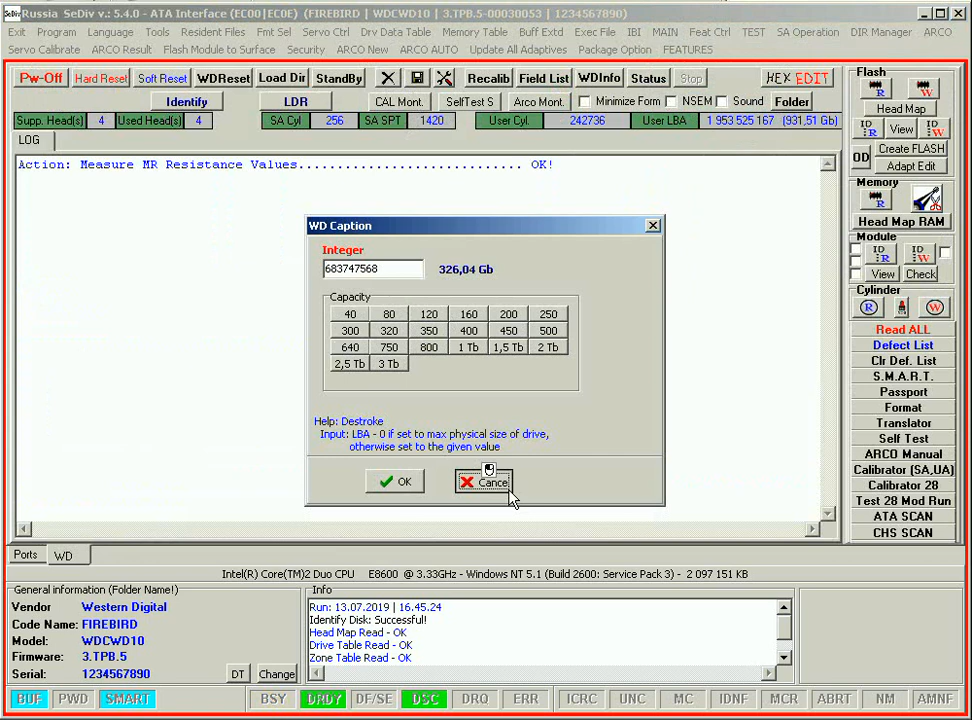 Russia SeDiv v.: 5.4.0 - ATA Interface (EC00|EC0E) (FIREBIRD | WDCWD10 | 3.TPB.5-00030053 | 1234567890)
Exit Program Language Tools Resident Files Fmt Sel Servo Ctrl Drv Data Table Memory Table Buff Extd Exec File IBI MAIN Feat Ctrl TEST SA Operation DIR Manager ARCO
Servo Calibrate ARCO Result Flash Module to Surface Security ARCO New ARCO AUTO Update All Adaptives Package Option FEATURES
Pw-Off Hard Reset Soft Reset WDReset Load Dir StandBy Recalib Field List WDInfo Status Stop HEX EDIT
Identify LDR CAL Mont. SelfTest S Arco Mont. Minimize Form NSEM Sound Folder
Supp. Head(s) 4 Used Head(s) 4 SA Cyl 256 SA SPT 1420 User Cyl. 242736 User LBA 1 953 525 167 (931,51 Gb)
LOG
Action: Measure MR Resistance Values............................ OK!
WD Caption
Integer
683747568 326,04 Gb
Capacity
40 80 120 160 200 250
300 320 350 400 450 500
640 750 800 1 Tb 1,5 Tb 2 Tb
2,5 Tb 3 Tb
Help: Destroke
Input: LBA - 0 if set to max physical size of drive,
otherwise set to the given value
OK Cance
Flash
R W
Head Map
ID R View ID W
Create FLASH
OD Adapt Edit
Memory
R
Head Map RAM
Module
ID R ID W
View Check
Cylinder
R W
Read ALL
Defect List
Clr Def. List
S.M.A.R.T.
Passport
Format
Translator
Self Test
ARCO Manual
Calibrator (SA,UA)
Calibrator 28
Test 28 Mod Run
ATA SCAN
CHS SCAN
Ports WD
Intel(R) Core(TM)2 Duo CPU E8600 @ 3.33GHz - Windows NT 5.1 (Build 2600: Service Pack 3) - 2 097 151 KB
General information (Folder Name!)
Vendor Western Digital
Code Name: FIREBIRD
Model: WDCWD10
Firmware: 3.TPB.5
Serial: 1234567890 DT Change
Info
Run: 13.07.2019 | 16.45.24
Identify Disk: Successful!
Head Map Read - OK
Drive Table Read - OK
Zone Table Read - OK
BUF PWD SMART BSY DRDY DF/SE DSC DRQ ERR ICRC UNC MC IDNF MCR ABRT NM AMNF